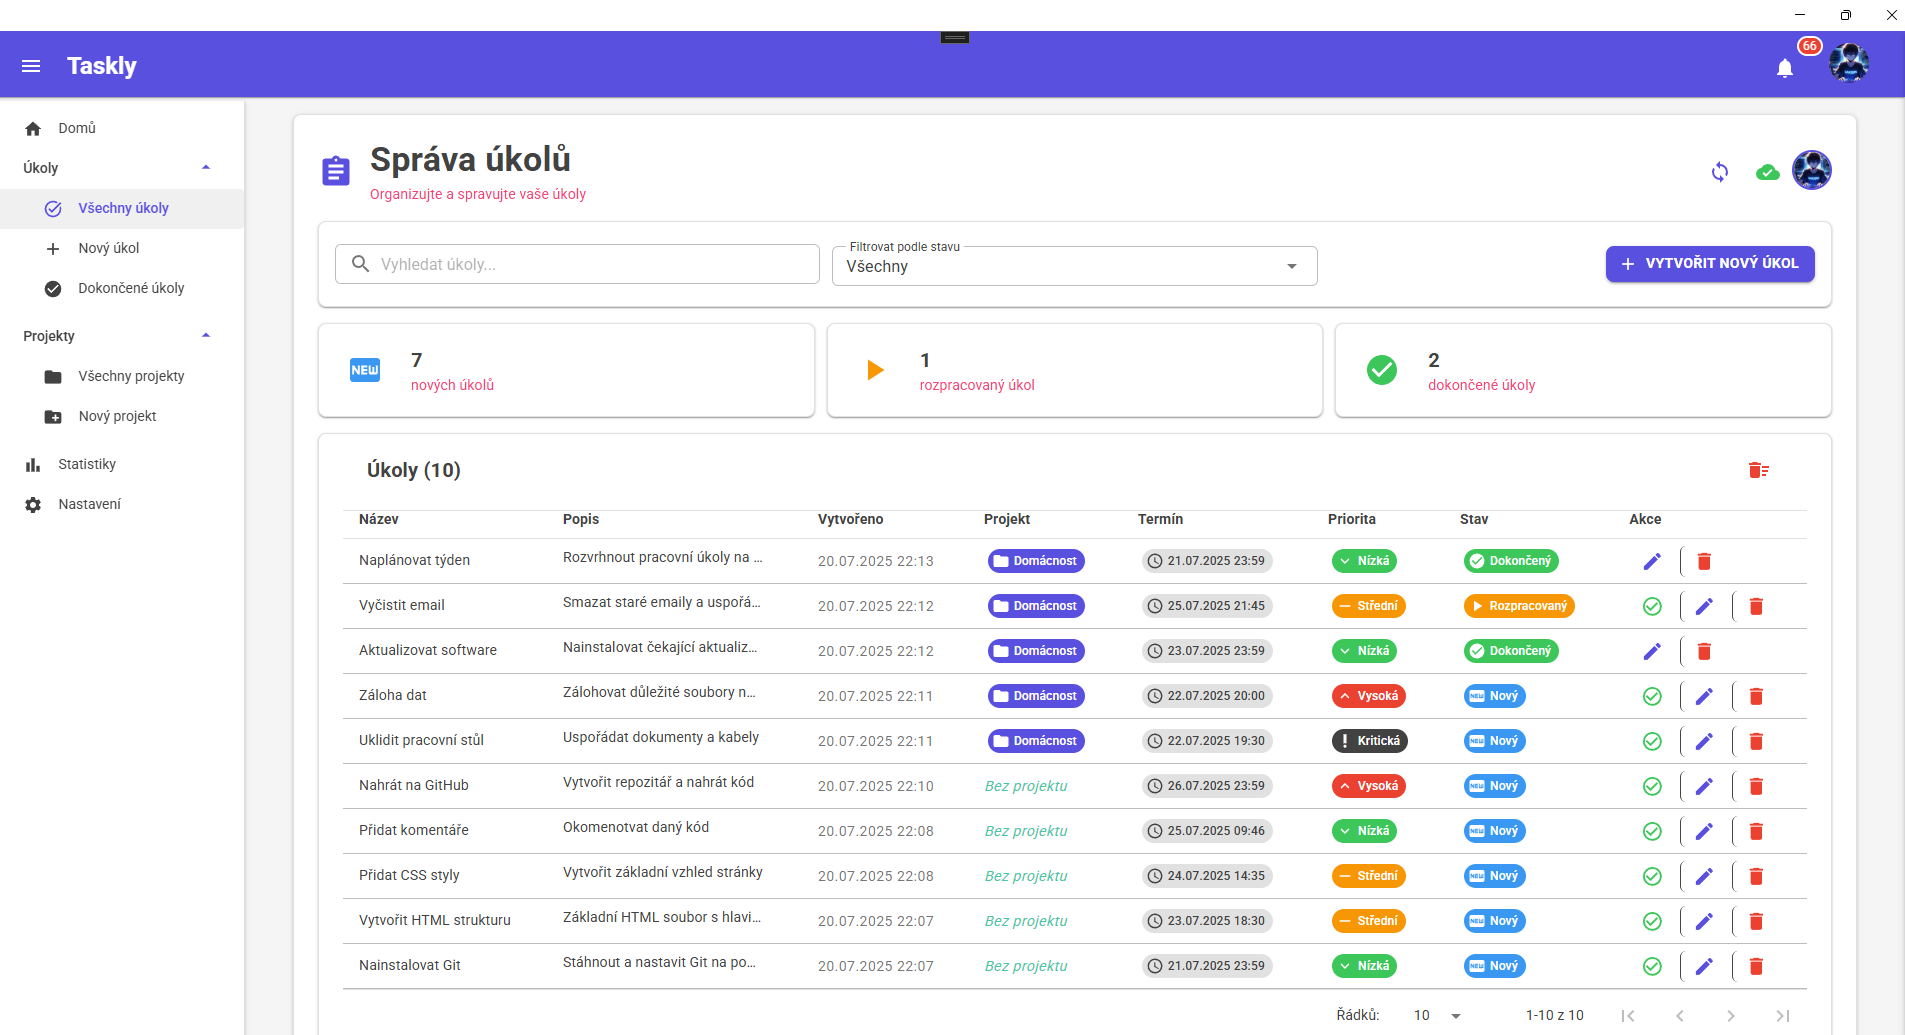 Taskly
66
Domů
Úkoly
Všechny úkoly
Nový úkol
Dokončené úkoly
Projekty
Všechny projekty
Nový projekt
Statistiky
Nastavení
Správa úkolů
Organizujte a spravujte vaše úkoly
Vyhledat úkoly...
Filtrovat podle stavu
Všechny
VYTVOŘIT NOVÝ ÚKOL
NEW
7
nových úkolů
1
rozpracovaný úkol
2
dokončené úkoly
Úkoly (10)
Název Popis Vytvořeno Projekt Termín Priorita Stav Akce
Naplánovat týden Rozvrhnout pracovní úkoly na ... 20.07.2025 22:13 Domácnost 21.07.2025 23:59 Nízká Dokončený
Vyčistit email Smazat staré emaily a uspořá... 20.07.2025 22:12 Domácnost 25.07.2025 21:45 Střední Rozpracovaný
Aktualizovat software Nainstalovat čekající aktualiz... 20.07.2025 22:12 Domácnost 23.07.2025 23:59 Nízká Dokončený
Záloha dat Zálohovat důležité soubory n... 20.07.2025 22:11 Domácnost 22.07.2025 20:00 Vysoká NEW Nový
Uklidit pracovní stůl Uspořádat dokumenty a kabely 20.07.2025 22:11 Domácnost 22.07.2025 19:30 Kritická NEW Nový
Nahrát na GitHub Vytvořit repozitář a nahrát kód 20.07.2025 22:10 Bez projektu 26.07.2025 23:59 Vysoká NEW Nový
Přidat komentáře Okomenotvat daný kód 20.07.2025 22:08 Bez projektu 25.07.2025 09:46 Nízká NEW Nový
Přidat CSS styly Vytvořit základní vzhled stránky 20.07.2025 22:08 Bez projektu 24.07.2025 14:35 Střední NEW Nový
Vytvořit HTML strukturu Základní HTML soubor s hlavi... 20.07.2025 22:07 Bez projektu 23.07.2025 18:30 Střední NEW Nový
Nainstalovat Git Stáhnout a nastavit Git na po... 20.07.2025 22:07 Bez projektu 21.07.2025 23:59 Nízká NEW Nový
Řádků: 10 1-10 z 10